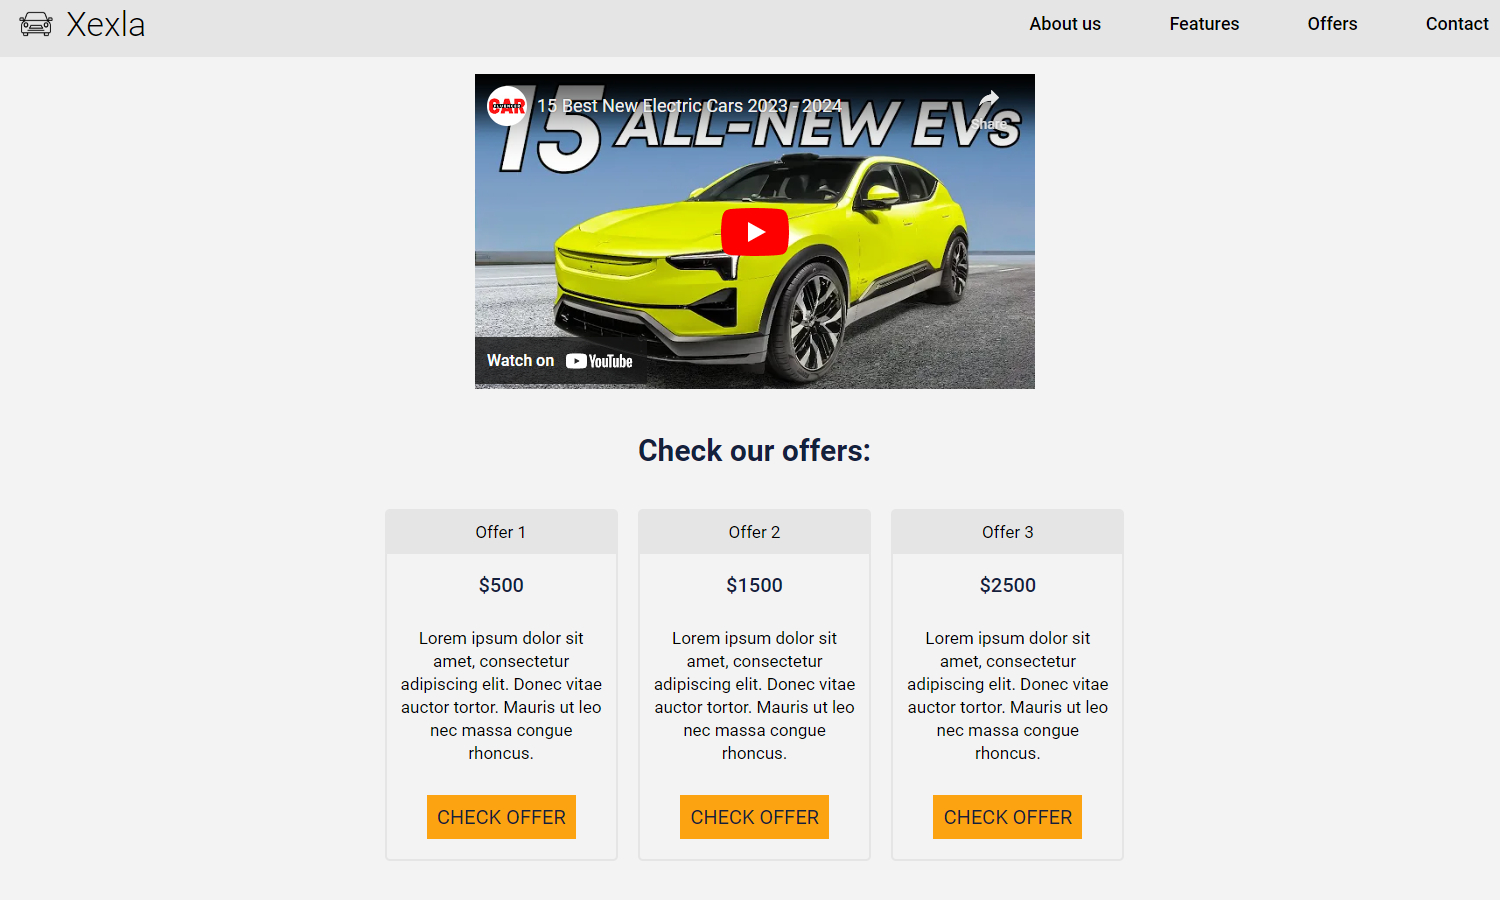 Xexla
About us
Features
Offers
Contact
CAR
15 Best New Electric Cars 2023 - 2024
Share
15 ALL-NEW EVs
Watch on YouTube
Check our offers:
Offer 1
$500
Lorem ipsum dolor sit
amet, consectetur
adipiscing elit. Donec vitae
auctor tortor. Mauris ut leo
nec massa congue
rhoncus.
CHECK OFFER
Offer 2
$1500
Lorem ipsum dolor sit
amet, consectetur
adipiscing elit. Donec vitae
auctor tortor. Mauris ut leo
nec massa congue
rhoncus.
CHECK OFFER
Offer 3
$2500
Lorem ipsum dolor sit
amet, consectetur
adipiscing elit. Donec vitae
auctor tortor. Mauris ut leo
nec massa congue
rhoncus.
CHECK OFFER